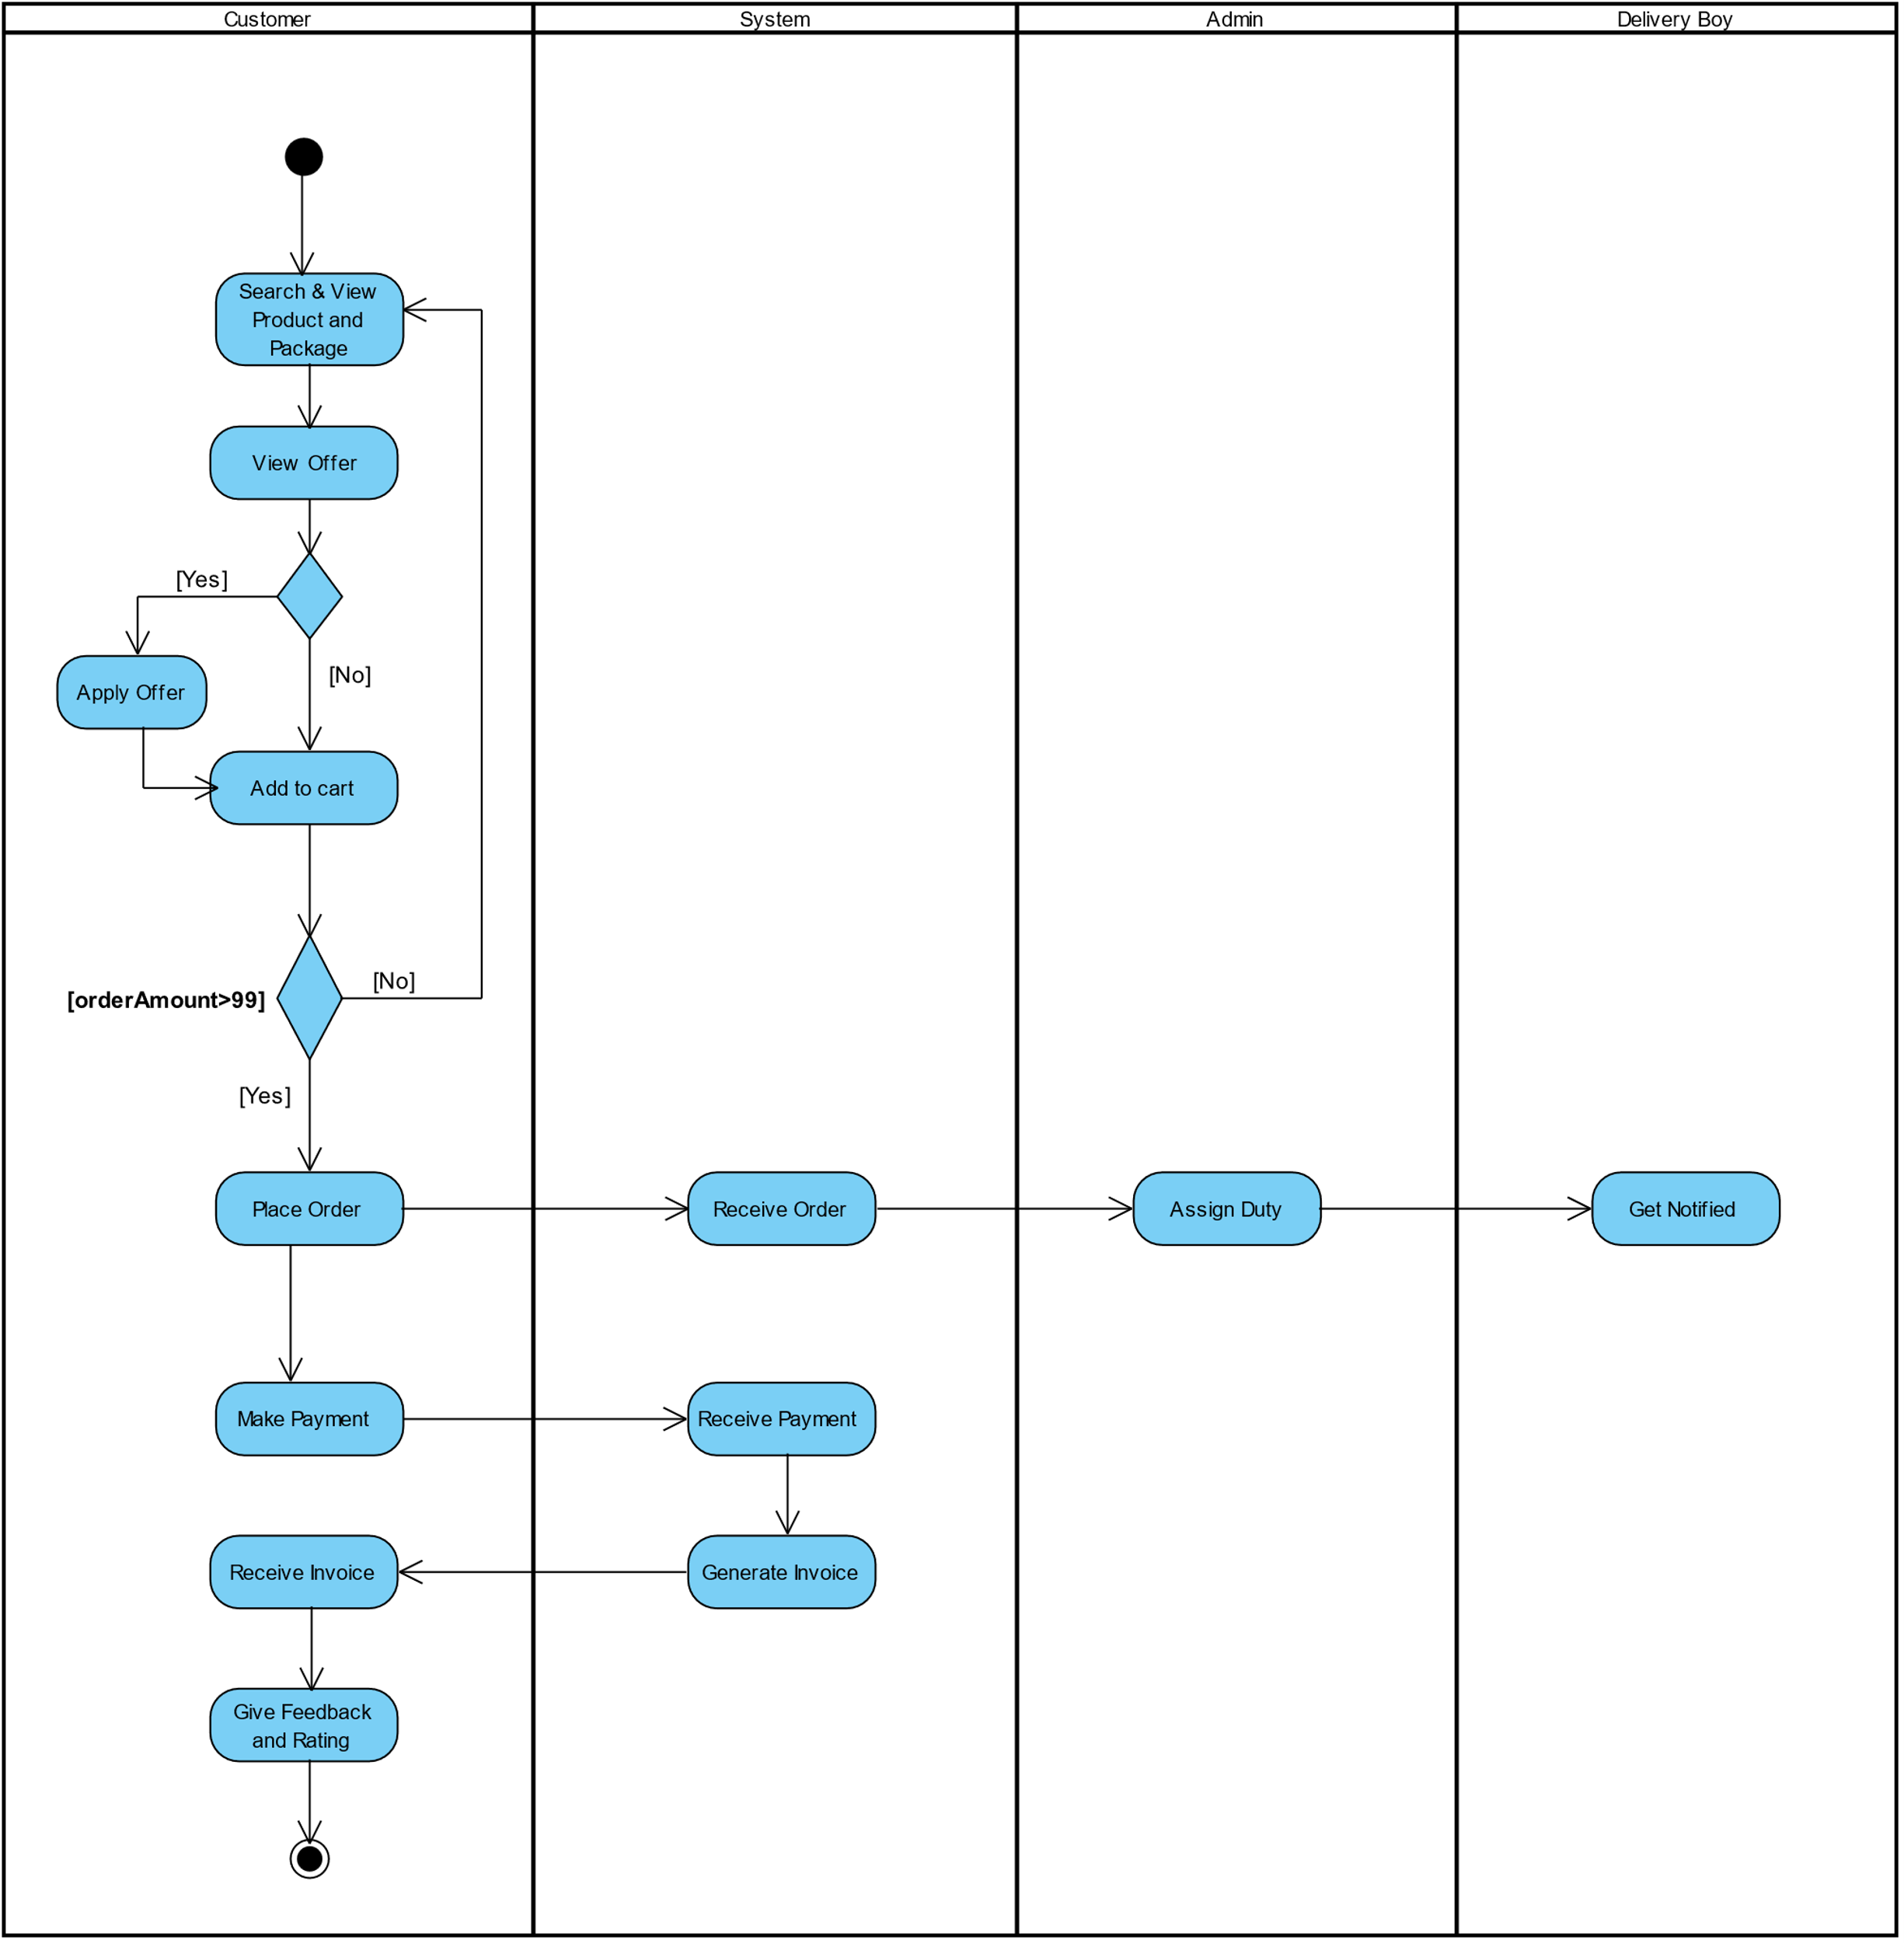 Customer
System
Admin
Delivery Boy
Search & View
Product and
Package
View Offer
[Yes]
[No]
Apply Offer
Add to cart
[No]
[orderAmount>99]
[Yes]
Place Order
Receive Order
Assign Duty
Get Notified
Make Payment
Receive Payment
Receive Invoice
Generate Invoice
Give Feedback
and Rating